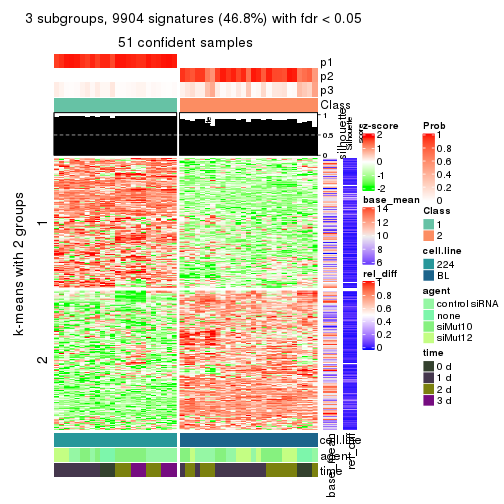 3 subgroups, 9904 signatures (46.8%) with fdr < 0.05
51 confident samples
p1
p2
p3
Class
silhouette
1
0.5
0
k-means with 2 groups
1
2
cell.line
agent
time
base_mean
rel_diff
z-score
2
1
0
-1
-2
base_mean
14
12
10
8
6
rel_diff
1
0.8
0.6
0.4
0.2
0
Prob
1
0.8
0.6
0.4
0.2
0
Class
1
2
cell.line
224
BL
agent
control siRNA
none
siMut10
siMut12
time
0 d
1 d
2 d
3 d